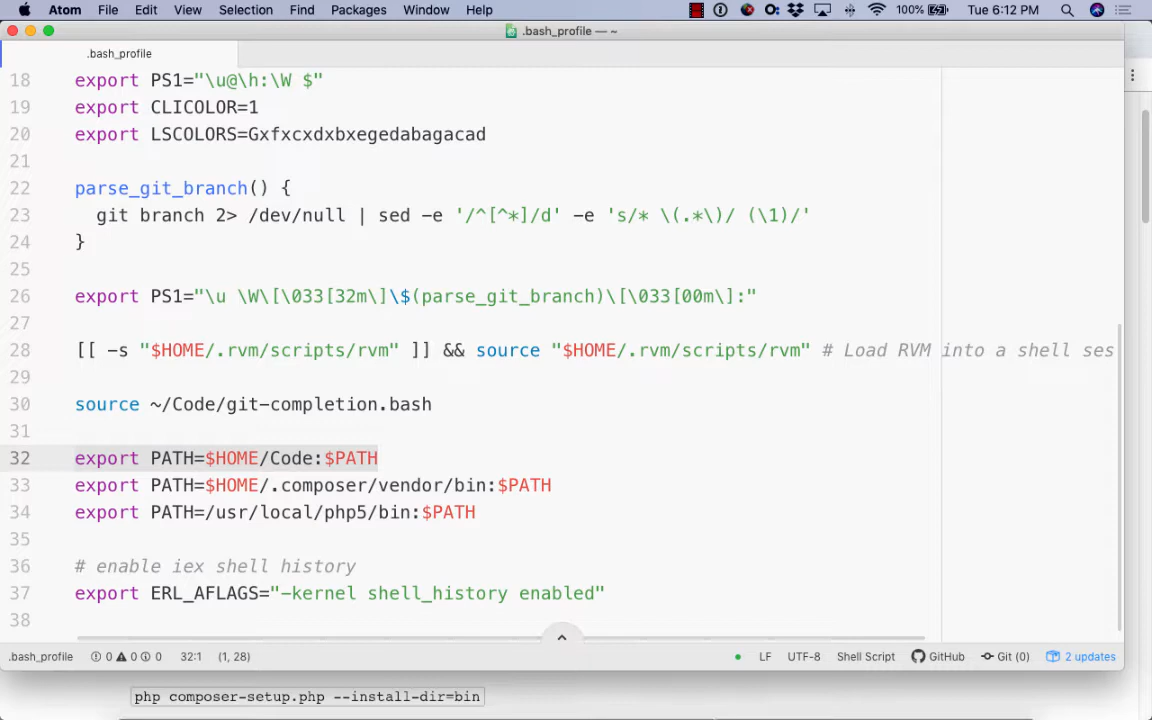 Atom File Edit View Selection Find Packages Window Help 100% Tue 6:12 PM
.bash_profile — ~
.bash_profile
18 export PS1="\u@\h:\W $"
19 export CLICOLOR=1
20 export LSCOLORS=Gxfxcxdxbxegedabagacad
21
22 parse_git_branch() {
23 git branch 2> /dev/null | sed -e '/^[^*]/d' -e 's/* \(.*\)/ (\1)/'
24 }
25
26 export PS1="\u \W\[\033[32m\]\$(parse_git_branch)\[\033[00m\]:"
27
28 [[ -s "$HOME/.rvm/scripts/rvm" ]] && source "$HOME/.rvm/scripts/rvm" # Load RVM into a shell ses
29
30 source ~/Code/git-completion.bash
31
32 export PATH=$HOME/Code:$PATH
33 export PATH=$HOME/.composer/vendor/bin:$PATH
34 export PATH=/usr/local/php5/bin:$PATH
35
36 # enable iex shell history
37 export ERL_AFLAGS="-kernel shell_history enabled"
38
.bash_profile 0 0 0 32:1 (1, 28) LF UTF-8 Shell Script GitHub Git (0) 2 updates
php composer-setup.php --install-dir=bin